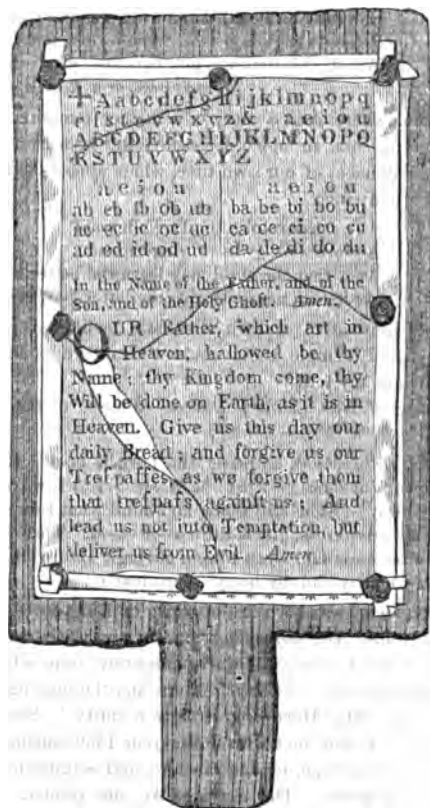 +Aabcdefghijklmnopq
rſstuvwxyz& aeiou
ABCDEFGHIJKLMNOPQ
RSTUVWXYZ
a e i o u a e i o u
ab eb ib ob ub ba be bi bo bu
ac ec ic oc uc ca ce ci co cu
ad ed id od ud da de di do du
In the Name of the Father, and of the
Son, and of the Holy Ghoſt. Amen.
OUR Father, which art in
Heaven, hallowed be thy
Name; thy Kingdom come, thy
Will be done on Earth, as it is in
Heaven. Give us this day our
daily Bread; and forgive us our
Treſpaſſes, as we forgive them
that treſpaſs againſt us: And
lead us not into Temptation, but
deliver us from Evil. Amen.